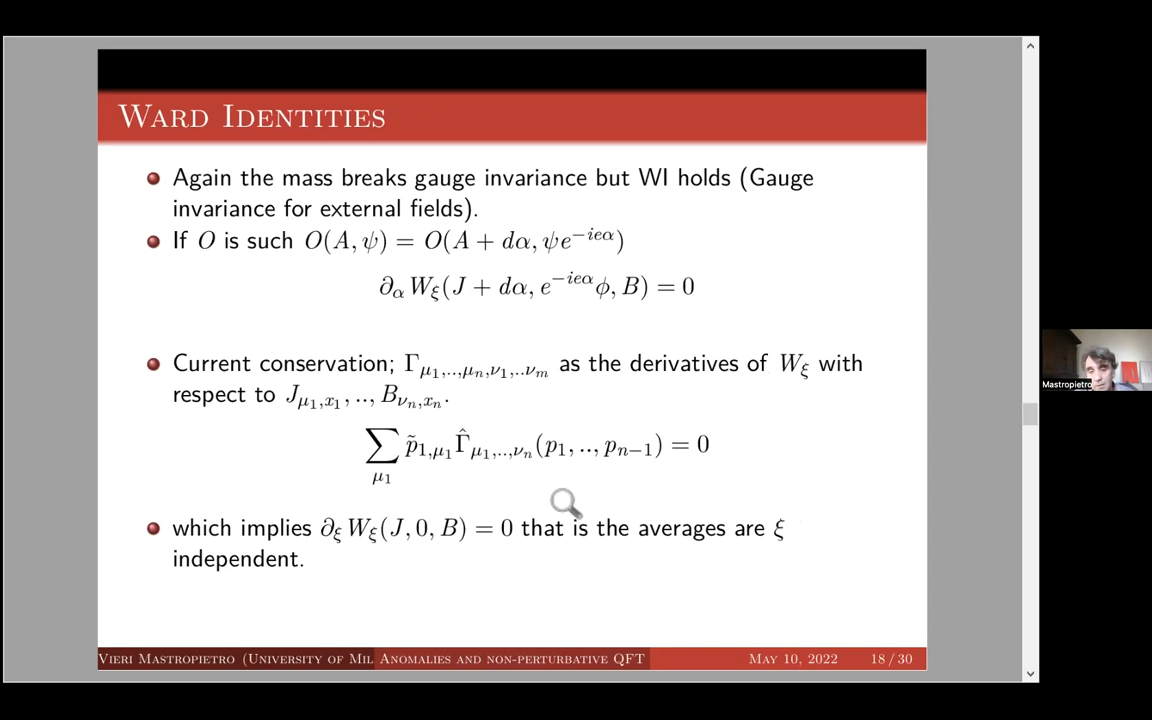 WARD IDENTITIES
Again the mass breaks gauge invariance but WI holds (Gauge
invariance for external fields).
If O is such O(A, ψ) = O(A + dα, ψe^{−ieα})
∂_α W_ξ(J + dα, e^{−ieα}φ, B) = 0
Current conservation; Γ_{μ_1,..,μ_n,ν_1,..ν_m} as the derivatives of W_ξ with
respect to J_{μ_1,x_1}, .., B_{ν_n,x_n}.
∑_{μ_1} p̃_{1,μ_1} Γ̂_{μ_1,..,ν_n}(p_1, .., p_{n−1}) = 0
which implies ∂_ξ W_ξ(J, 0, B) = 0 that is the averages are ξ
independent.
VIERI MASTROPIETRO (UNIVERSITY OF MIL ANOMALIES AND NON-PERTURBATIVE QFT MAY 10, 2022 18 / 30
Mastropietro